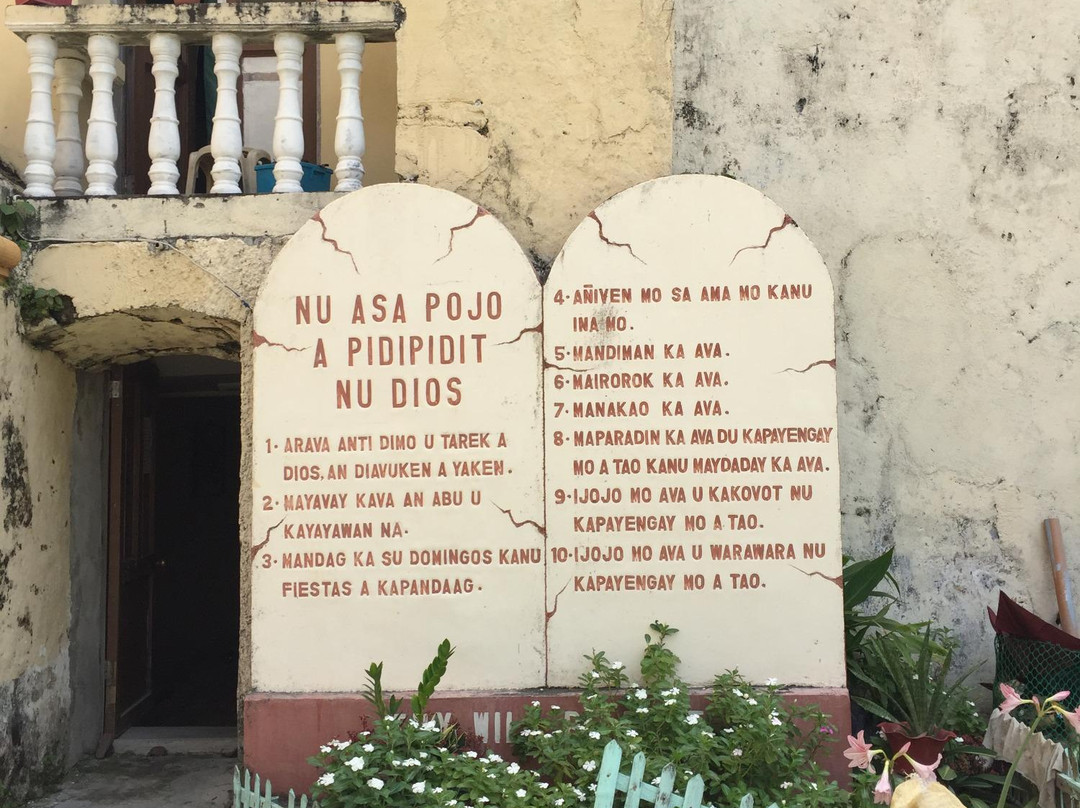 NU ASA POJO
A PIDIPIDIT
NU DIOS
1. ARAVA ANTI DIMO U TAREK A
DIOS, AN DIAVUKEN A YAKEN.
2. MAYAVAY KAVA AN ABU U
KAYAYAWAN NA.
3. MANDAG KA SU DOMINGOS KANU
FIESTAS A KAPANDAAG.
4. AÑIVEN MO SA AMA MO KANU
INA MO.
5. MANDIMAN KA AVA.
6. MAIROROK KA AVA.
7. MANAKAO KA AVA.
8. MAPARADIN KA AVA DU KAPAYENGAY
MO A TAO KANU MAYDADAY KA AVA.
9. IJOJO MO AVA U KAKOVOT NU
KAPAYENGAY MO A TAO.
10. IJOJO MO AVA U WARAWARA NU
KAPAYENGAY MO A TAO.